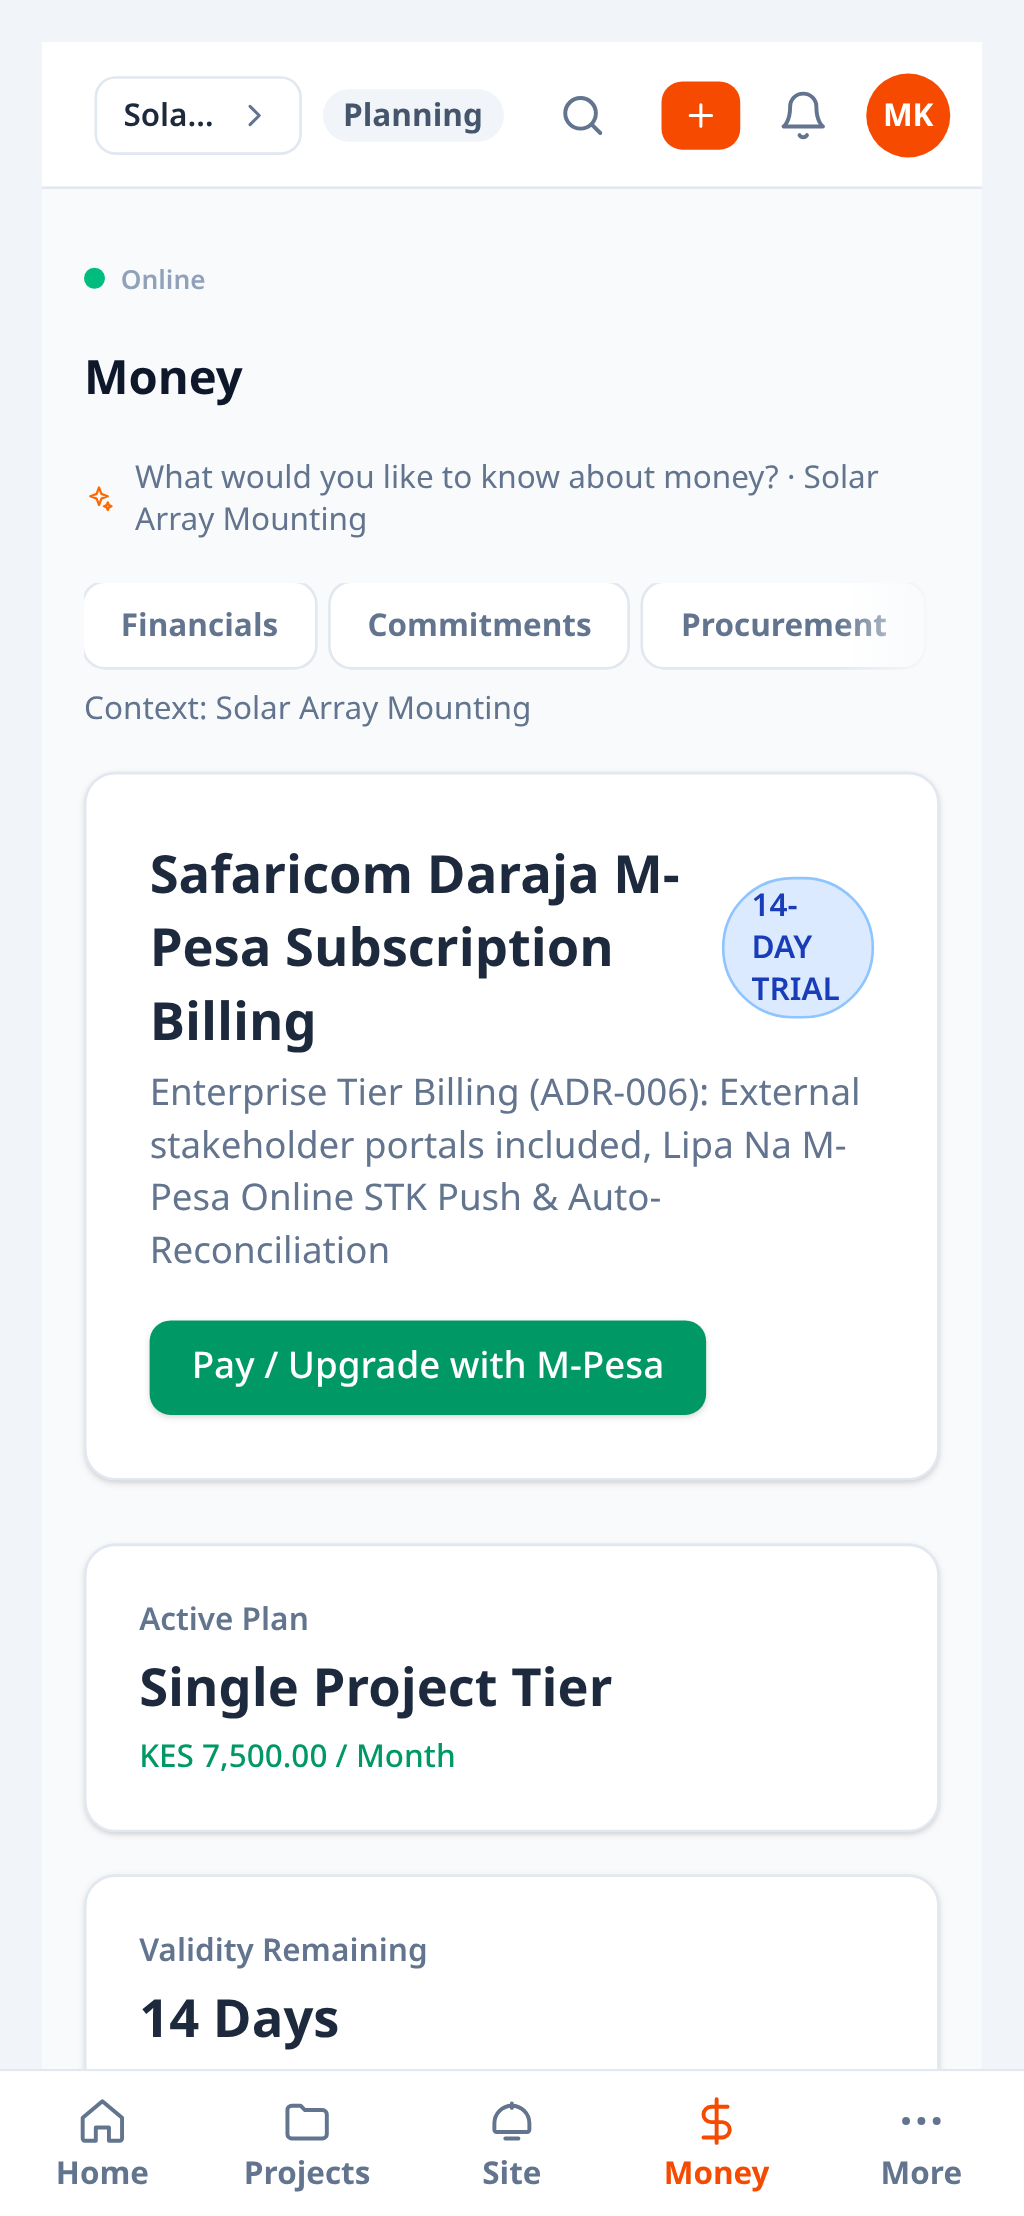 Sola...
Planning
MK
Online
Money
What would you like to know about money? · Solar
Array Mounting
Financials
Commitments
Procurement
Context: Solar Array Mounting
Safaricom Daraja M-
Pesa Subscription
Billing
14-
DAY
TRIAL
Enterprise Tier Billing (ADR-006): External
stakeholder portals included, Lipa Na M-
Pesa Online STK Push & Auto-
Reconciliation
Pay / Upgrade with M-Pesa
Active Plan
Single Project Tier
KES 7,500.00 / Month
Validity Remaining
14 Days
Home
Projects
Site
Money
More